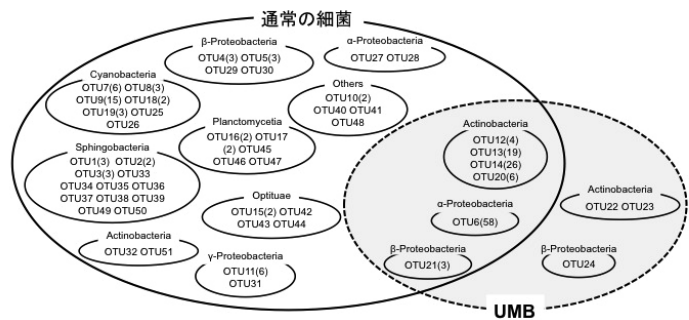 通常の細菌
β-Proteobacteria
OTU4(3) OTU5(3)
OTU29 OTU30
α-Proteobacteria
OTU27 OTU28
Cyanobacteria
OTU7(6) OTU8(3)
OTU9(15) OTU18(2)
OTU19(3) OTU25
OTU26
Others
OTU10(2)
OTU40 OTU41
OTU48
Planctomycetia
OTU16(2) OTU17
(2) OTU45
OTU46 OTU47
Actinobacteria
OTU12(4)
OTU13(19)
OTU14(26)
OTU20(6)
Sphingobacteria
OTU1(3) OTU2(2)
OTU3(3) OTU33
OTU34 OTU35 OTU36
OTU37 OTU38 OTU39
OTU49 OTU50
Optituae
OTU15(2) OTU42
OTU43 OTU44
α-Proteobacteria
OTU6(58)
Actinobacteria
OTU22 OTU23
Actinobacteria
OTU32 OTU51
γ-Proteobacteria
OTU11(6)
OTU31
β-Proteobacteria
OTU21(3)
β-Proteobacteria
OTU24
UMB